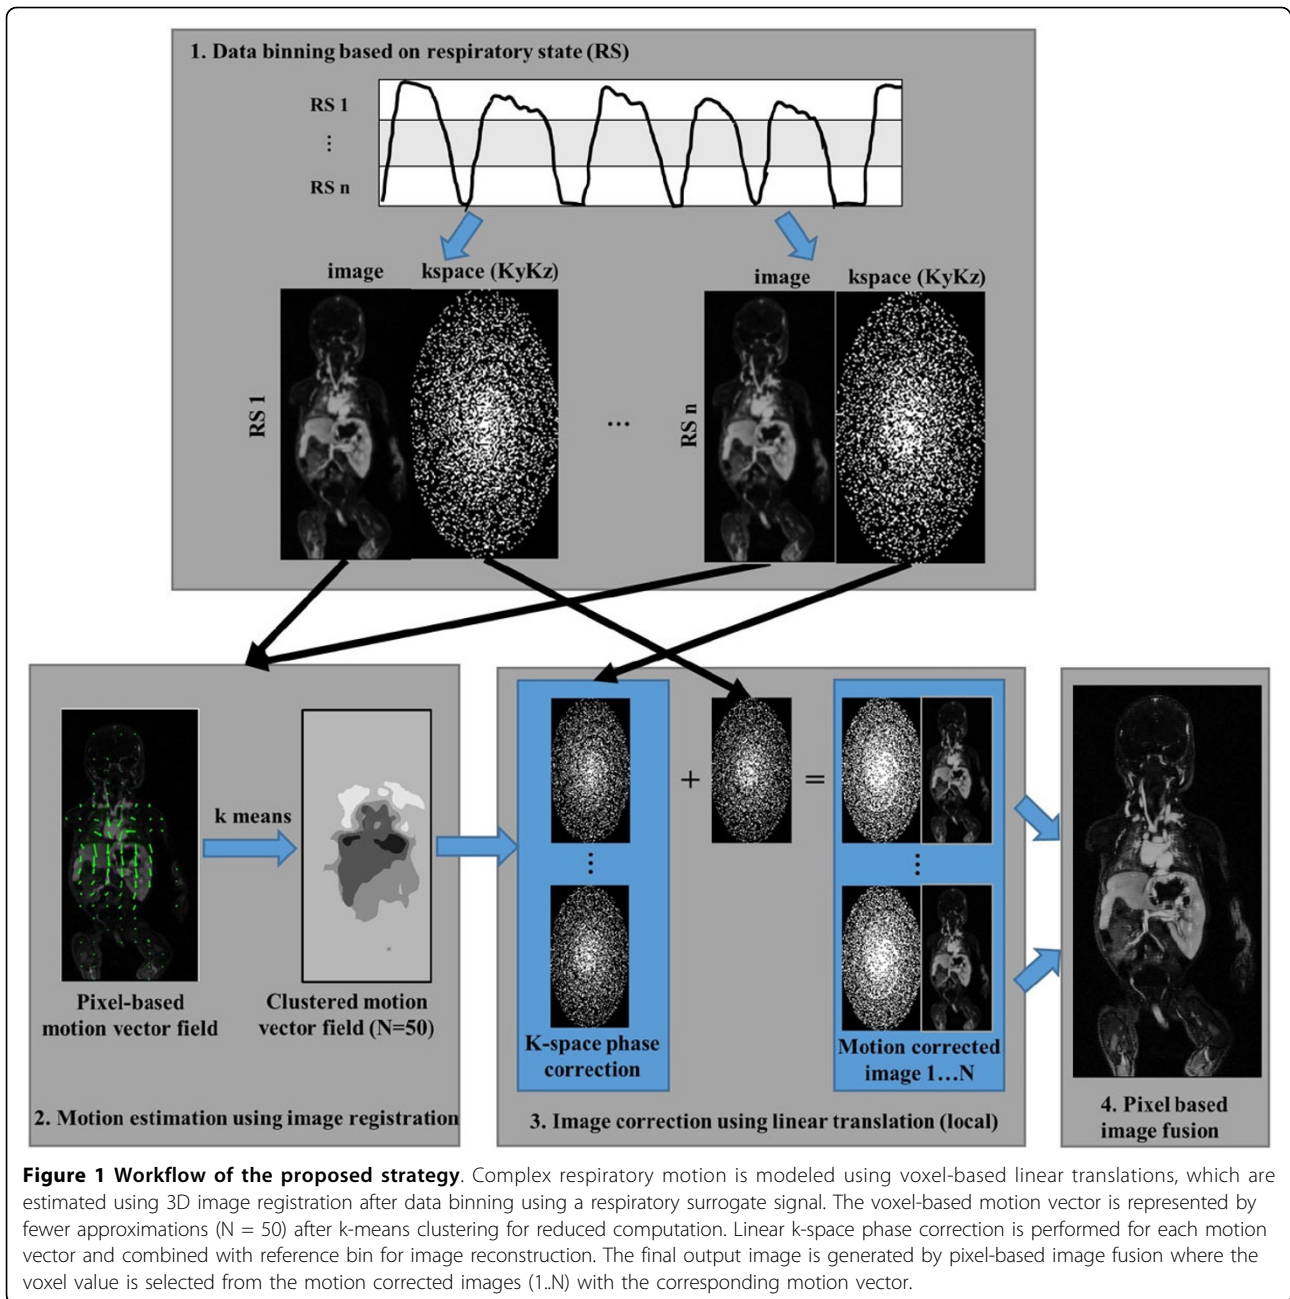 1. Data binning based on respiratory state (RS)
RS 1
⋮
RS n
image
kspace (KyKz)
image
kspace (KyKz)
RS 1
...
RS n
k means
+
=
⋮
⋮
Pixel-based
motion vector field
Clustered motion
vector field (N=50)
K-space phase
correction
Motion corrected
image 1...N
2. Motion estimation using image registration
3. Image correction using linear translation (local)
4. Pixel based
image fusion
Figure 1 Workflow of the proposed strategy. Complex respiratory motion is modeled using voxel-based linear translations, which are
estimated using 3D image registration after data binning using a respiratory surrogate signal. The voxel-based motion vector is represented by
fewer approximations (N = 50) after k-means clustering for reduced computation. Linear k-space phase correction is performed for each motion
vector and combined with reference bin for image reconstruction. The final output image is generated by pixel-based image fusion where the
voxel value is selected from the motion corrected images (1..N) with the corresponding motion vector.